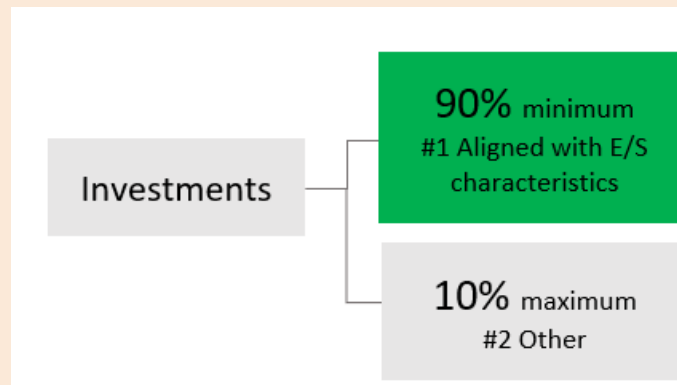 Investments
90% minimum
#1 Aligned with E/S
characteristics
10% maximum
#2 Other